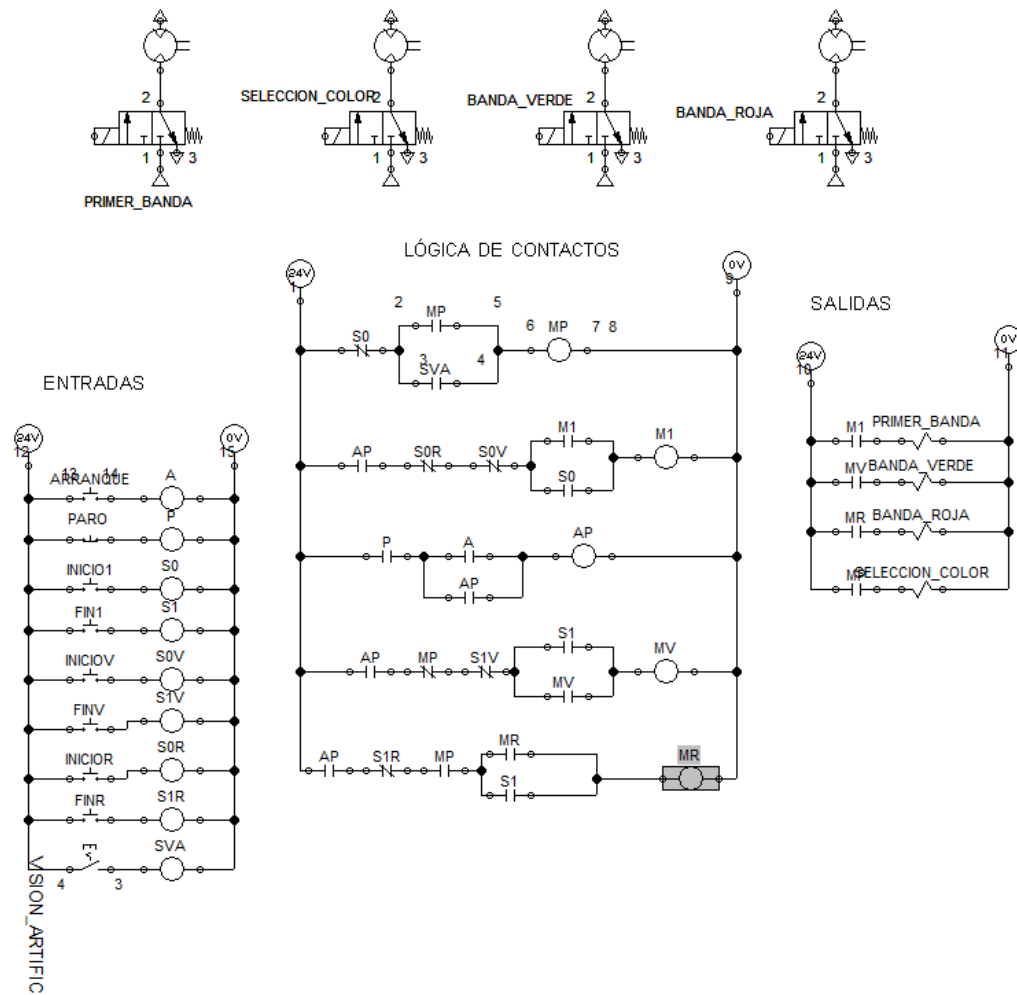 2
1
3
PRIMER_BANDA
SELECCION_COLOR
2
1
3
BANDA_VERDE
2
1
3
BANDA_ROJA
2
1
3
LÓGICA DE CONTACTOS
24V
1
0V
9
2
MP
5
S0
3
SVA
4
6
MP
7 8
AP
S0R
S0V
M1
S0
M1
P
A
AP
AP
AP
MP
S1V
S1
MV
MV
AP
S1R
MP
MR
S1
MR
ENTRADAS
24V
12
0V
15
13
14
ARRANQUE
A
PARO
P
INICIO1
S0
FIN1
S1
INICIOV
S0V
FINV
S1V
INICIOR
S0R
FINR
S1R
SVA
4
3
VISION_ARTIFIC
SALIDAS
24V
10
0V
11
M1
PRIMER_BANDA
MV
BANDA_VERDE
MR
BANDA_ROJA
MP
SELECCION_COLOR